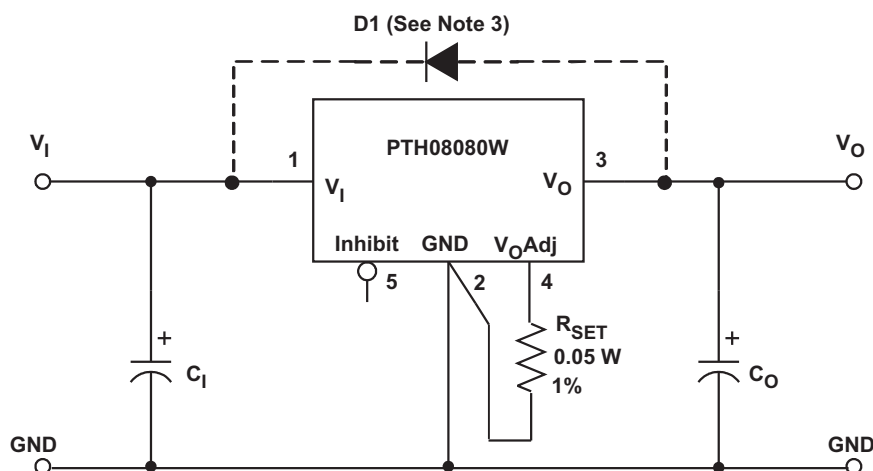 D1 (See Note 3)
V_I
1
PTH08080W
3
V_O
V_I
V_O
Inhibit
GND
V_OAdj
5
2
4
R_SET
0.05 W
1%
+
C_I
+
C_O
GND
GND